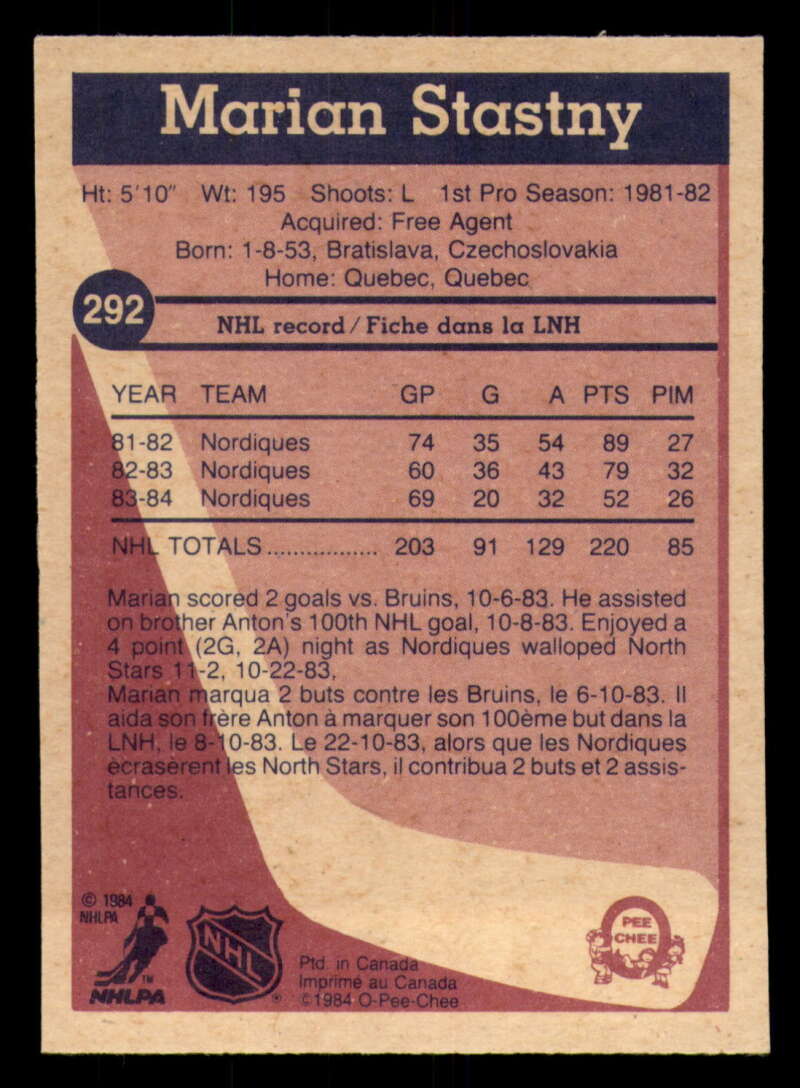 Marian Stastny
Ht: 5'10" Wt: 195 Shoots: L 1st Pro Season: 1981-82
Acquired: Free Agent
Born: 1-8-53, Bratislava, Czechoslovakia
Home: Quebec, Quebec
292
NHL record/Fiche dans la LNH
YEAR TEAM GP G A PTS PIM
81-82 Nordiques 74 35 54 89 27
82-83 Nordiques 60 36 43 79 32
83-84 Nordiques 69 20 32 52 26
NHL TOTALS................. 203 91 129 220 85
Marian scored 2 goals vs. Bruins, 10-6-83. He assisted
on brother Anton's 100th NHL goal, 10-8-83. Enjoyed a
4 point (2G, 2A) night as Nordiques walloped North
Stars 11-2, 10-22-83,
Marian marqua 2 buts contre les Bruins, le 6-10-83. Il
aida son frère Anton à marquer son 100ème but dans la
LNH, le 8-10-83. Le 22-10-83, alors que les Nordiques
écrasèrent les North Stars, il contribua 2 buts et 2 assis-
tances.
© 1984
NHLPA
TM
NHLPA
NHL
®
Ptd. in Canada
Imprimé au Canada
©1984 O-Pee-Chee
PEE
CHEE